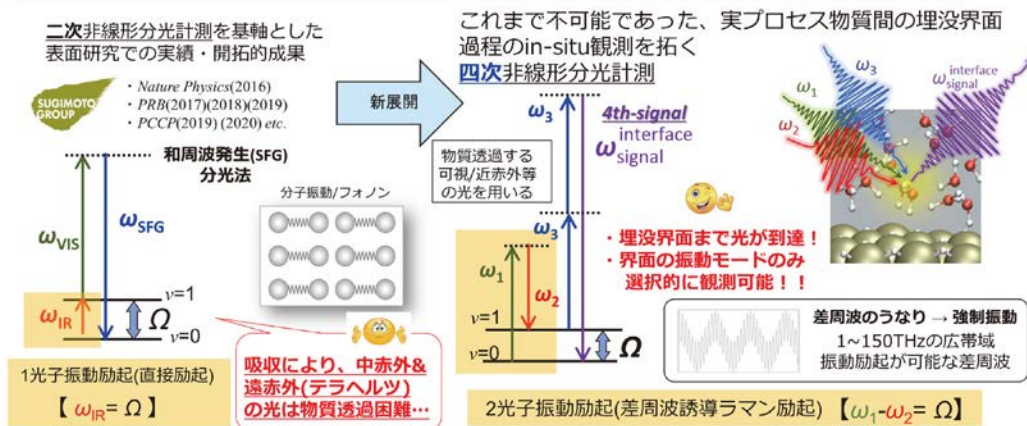 二次非線形分光計測を基軸とした
表面研究での実績・開拓的成果
SUGIMOTO
GROUP
・Nature Physics(2016)
・PRB(2017)(2018)(2019)
・PCCP(2019) (2020) etc.
新展開
これまで不可能であった、実プロセス物質間の埋没界面
過程のin-situ観測を拓く
四次非線形分光計測
和周波発生(SFG)
分光法
分子振動/フォノン
ωVIS
ωSFG
ωIR
v=1
Ω
v=0
1光子振動励起(直接励起)
【 ωIR= Ω 】
吸収により、中赤外&
遠赤外(テラヘルツ)
の光は物質透過困難…
物質透過する
可視/近赤外等
の光を用いる
ω3
4th-signal
ω interface signal
ω3
ω1
ω2
v=1
v=0
Ω
ω3
ω1
ω2
ω interface signal
・埋没界面まで光が到達！
・界面の振動モードのみ
選択的に観測可能！！
差周波のうなり → 強制振動
1~150THzの広帯域
振動励起が可能な差周波
2光子振動励起(差周波誘導ラマン励起) 【ω1-ω2= Ω】